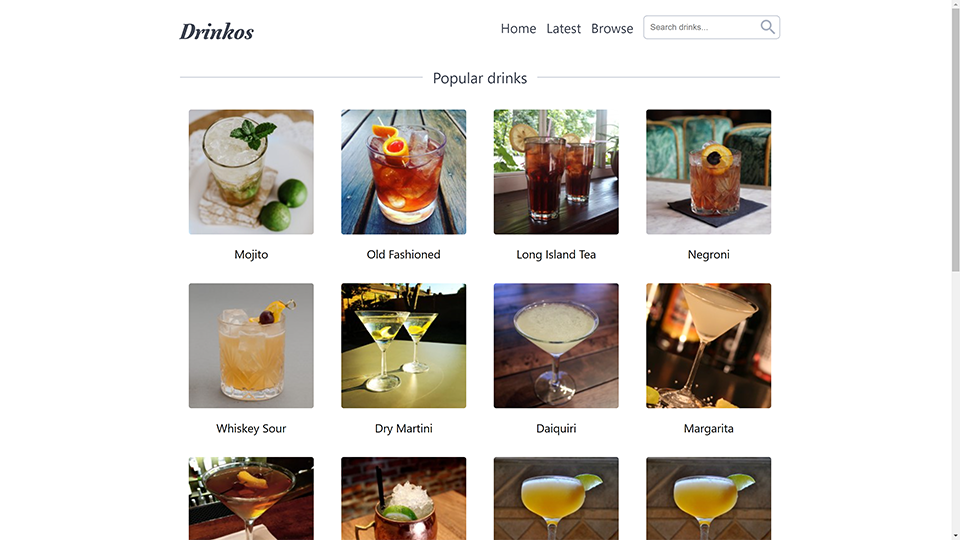 Drinkos
Home Latest Browse Search drinks...
Popular drinks
Mojito Old Fashioned Long Island Tea Negroni
Whiskey Sour Dry Martini Daiquiri Margarita